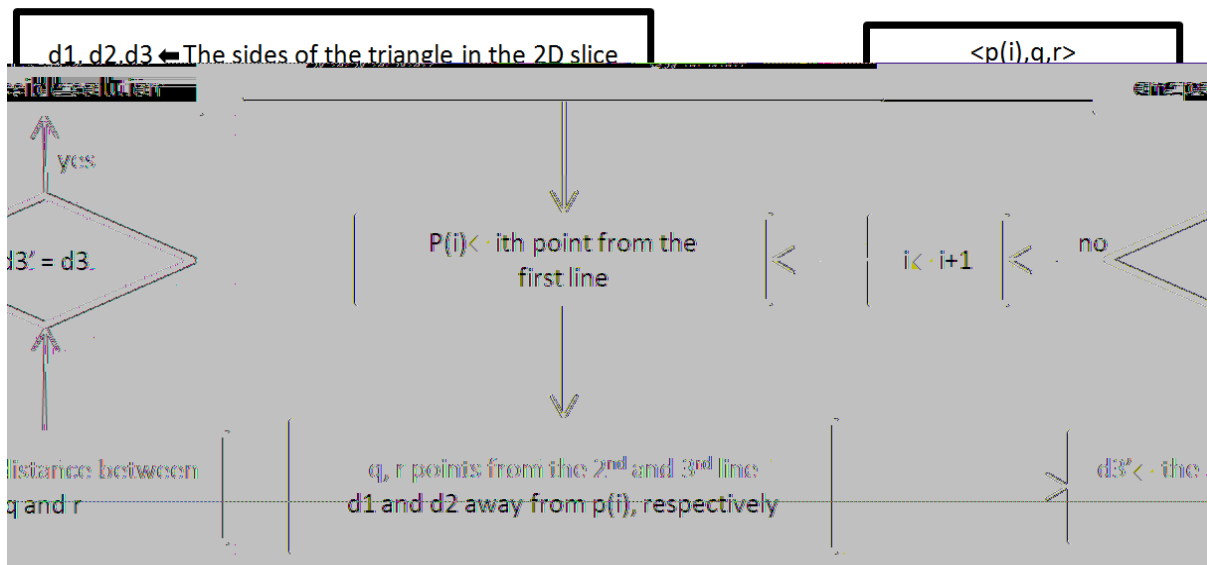 d1, d2,d3 ⬅ The sides of the triangle in the 2D slice
<p(i),q,r>
yes
d3' = d3
P(i)< ith point from the
first line
i< i+1
no
distance between
q and r
q, r points from the 2nd and 3nd line
d1 and d2 away from p(i), respectively
d3'< the